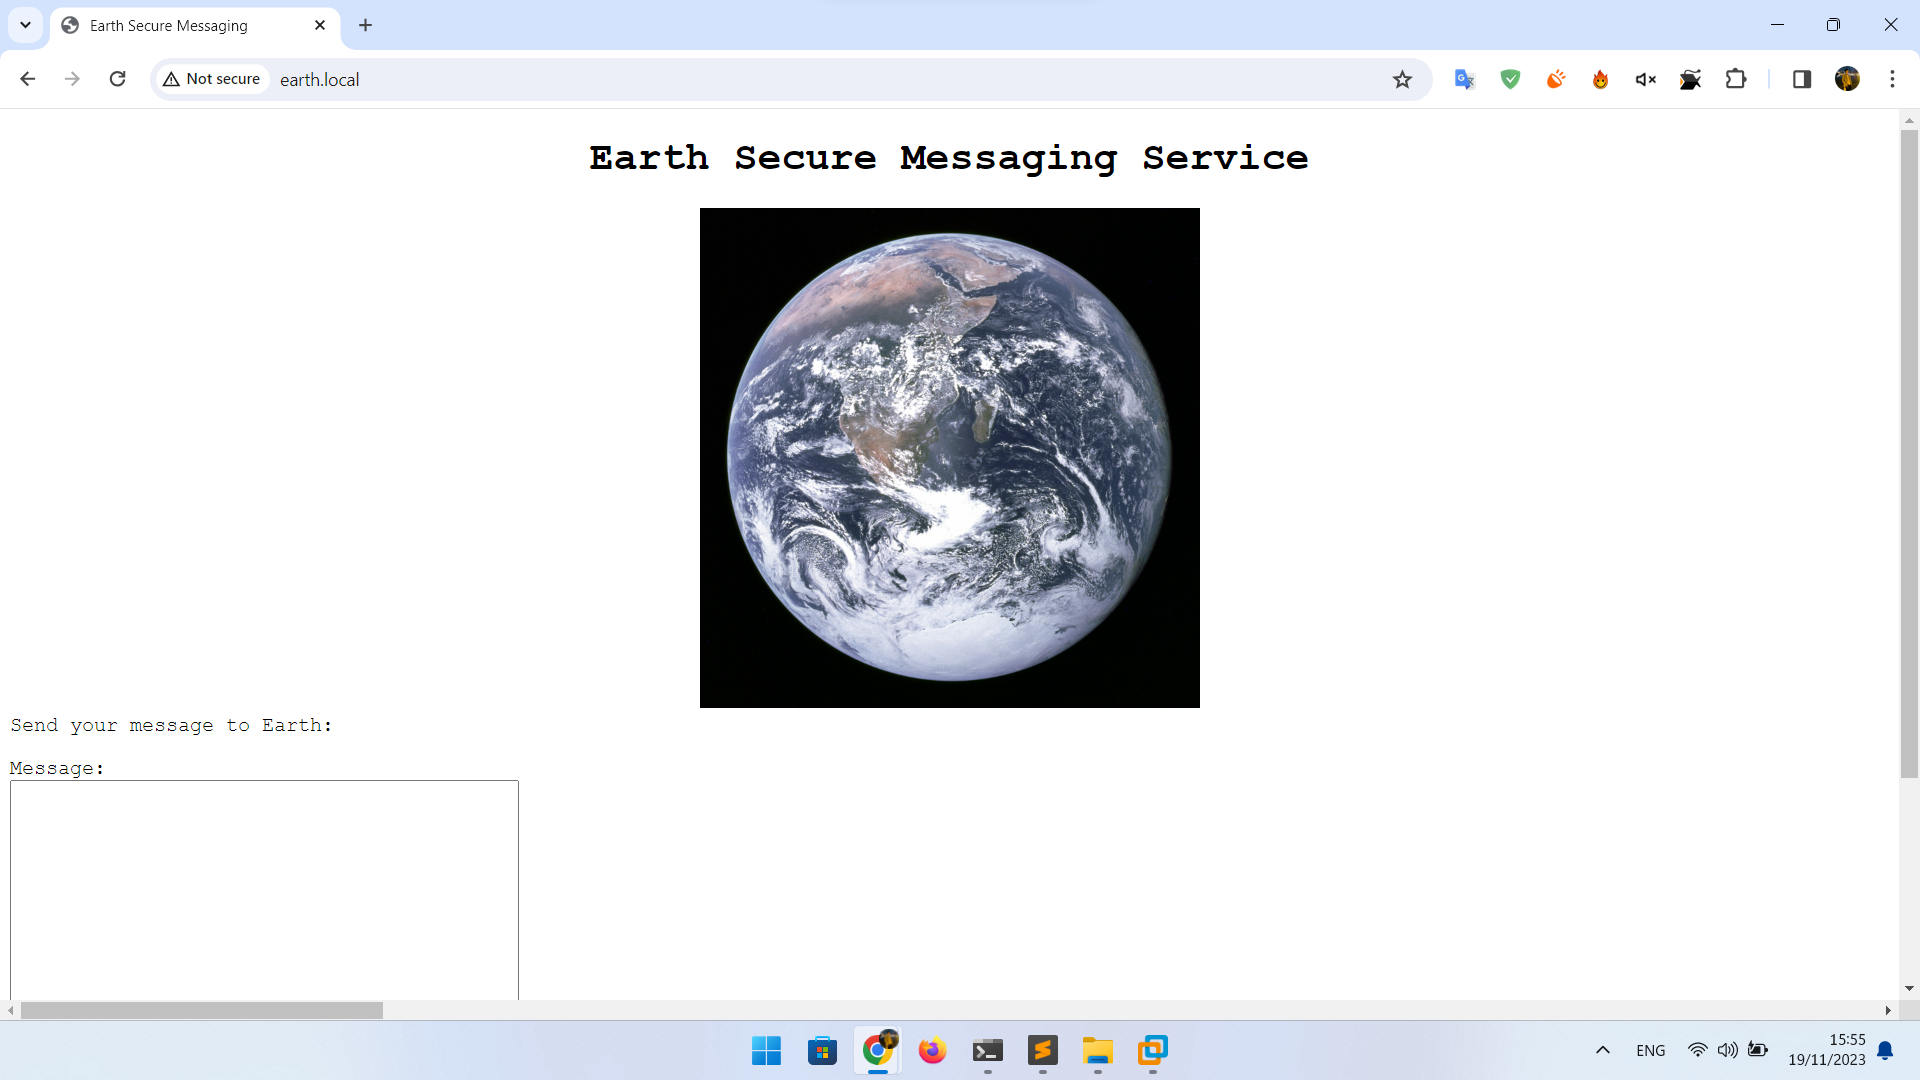 Earth Secure Messaging
Not secure
earth.local
Earth Secure Messaging Service
Send your message to Earth:
Message:
ENG
15:55
19/11/2023